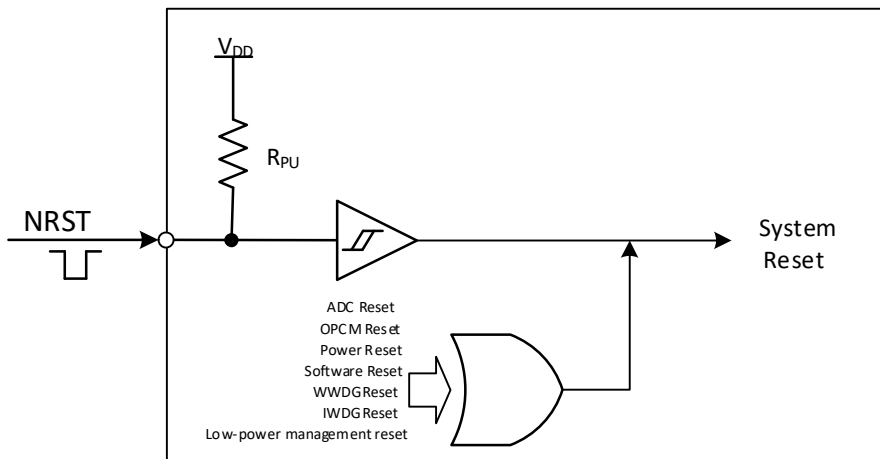 VDD
RPU
NRST
System
Reset
ADC Reset
OPCM Reset
Power Reset
Software Reset
WWDG Reset
IWDG Reset
Low-power management reset